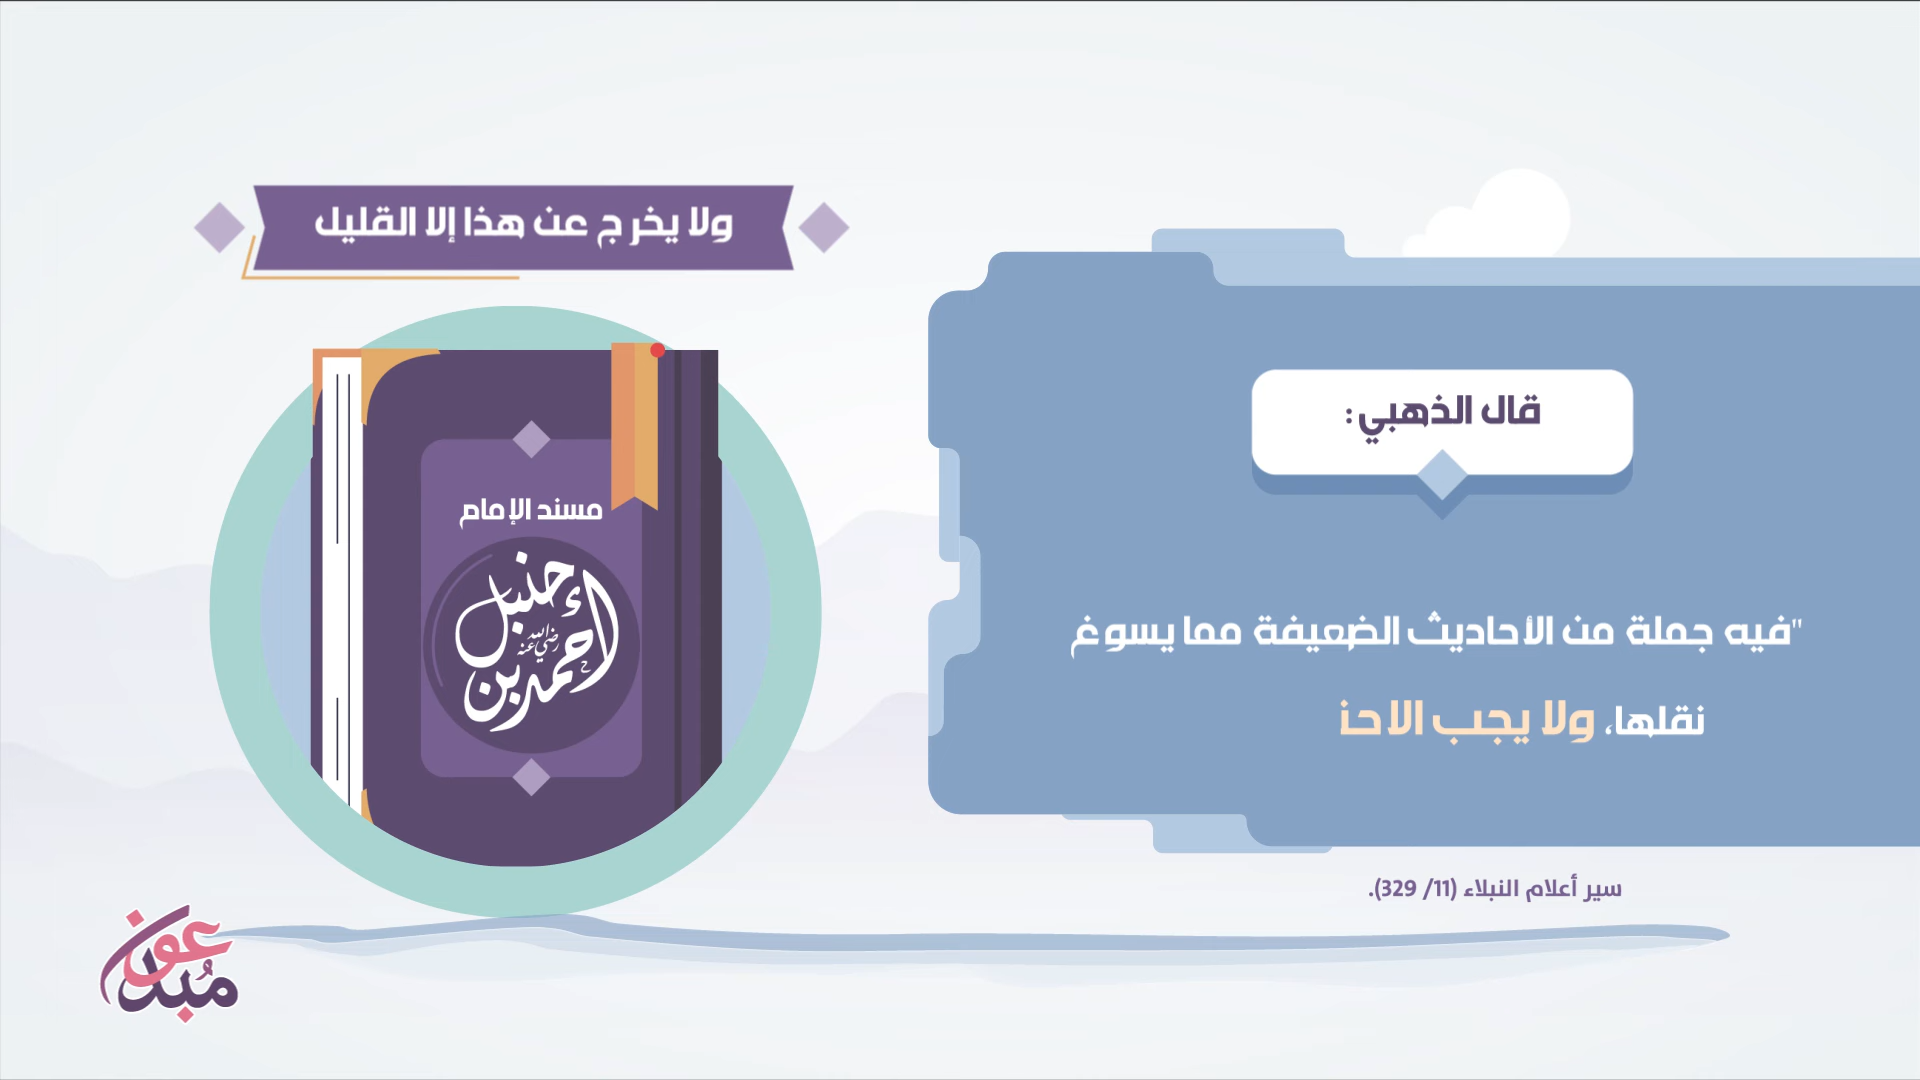 ولا يخرج عن هذا إلا القليل
قال الذهبي:
"فيه جملة من الأحاديث الضعيفة مما يسوغ
نقلها، ولا يجب الاحذ
سير أعلام النبلاء (11/ 329).
مسند الإمام
أحمد بن حنبل
رضي الله عنه
مبدعون